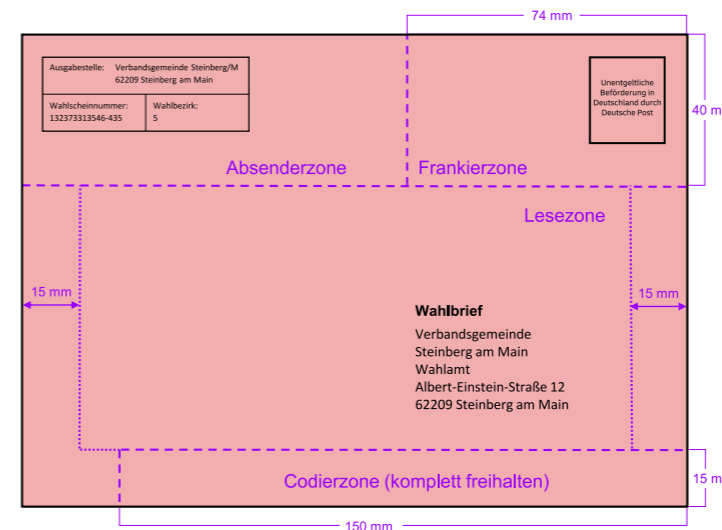 74 mm
Ausgabestelle: Verbandsgemeinde Steinberg/M
62209 Steinberg am Main
Wahlscheinnummer:
132373313546-435
Wahlbezirk:
5
Unentgeltliche
Beförderung in
Deutschland durch
Deutsche Post
40 m
Absenderzone
Frankierzone
Lesezone
15 mm
15 mm
Wahlbrief
Verbandsgemeinde
Steinberg am Main
Wahlamt
Albert-Einstein-Straße 12
62209 Steinberg am Main
Codierzone (komplett freihalten)
15 m
150 mm